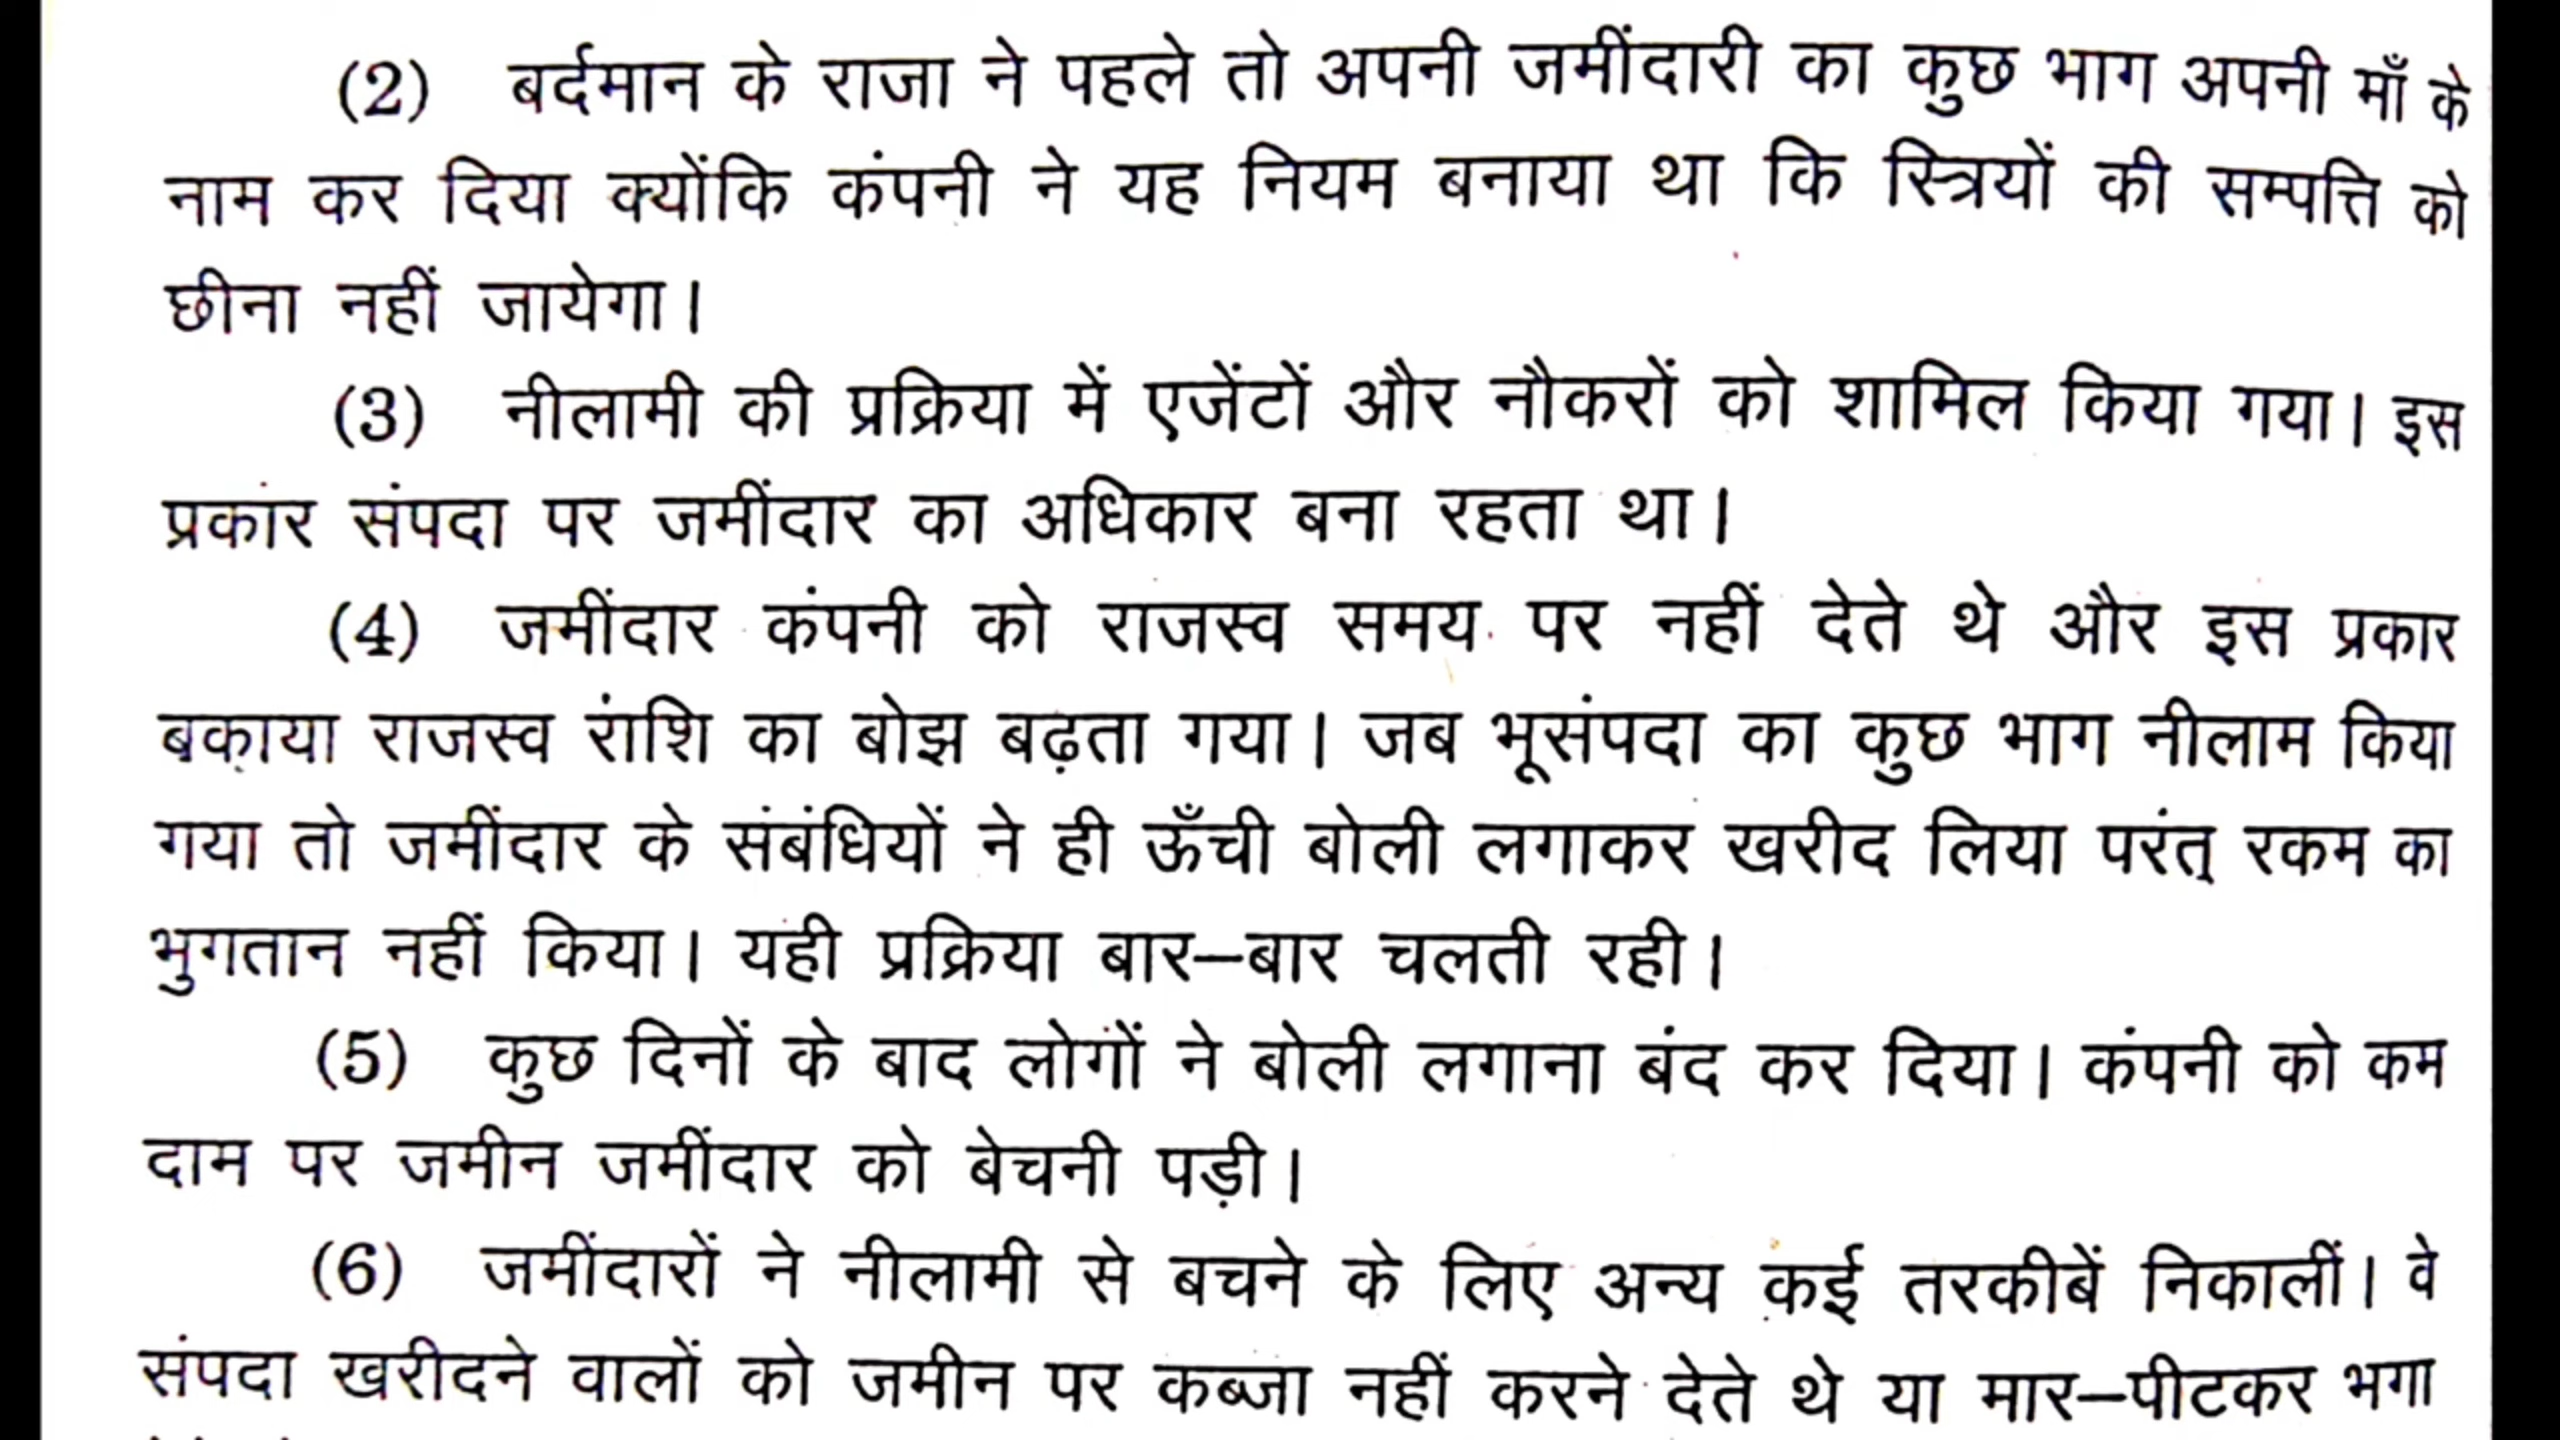 (2) बर्दमान के राजा ने पहले तो अपनी जमींदारी का कुछ भाग अपनी माँ के
नाम कर दिया क्योंकि कंपनी ने यह नियम बनाया था कि स्त्रियों की सम्पत्ति को
छीना नहीं जायेगा।
(3) नीलामी की प्रक्रिया में एजेंटों और नौकरों को शामिल किया गया। इस
प्रकार संपदा पर जमींदार का अधिकार बना रहता था।
(4) जमींदार कंपनी को राजस्व समय पर नहीं देते थे और इस प्रकार
बकाया राजस्व राशि का बोझ बढ़ता गया। जब भूसंपदा का कुछ भाग नीलाम किया
गया तो जमींदार के संबंधियों ने ही ऊँची बोली लगाकर खरीद लिया परंतु रकम का
भुगतान नहीं किया। यही प्रक्रिया बार–बार चलती रही।
(5) कुछ दिनों के बाद लोगों ने बोली लगाना बंद कर दिया। कंपनी को कम
दाम पर जमीन जमींदार को बेचनी पड़ी।
(6) जमींदारों ने नीलामी से बचने के लिए अन्य कई तरकीबें निकालीं। वे
संपदा खरीदने वालों को जमीन पर कब्जा नहीं करने देते थे या मार–पीटकर भगा